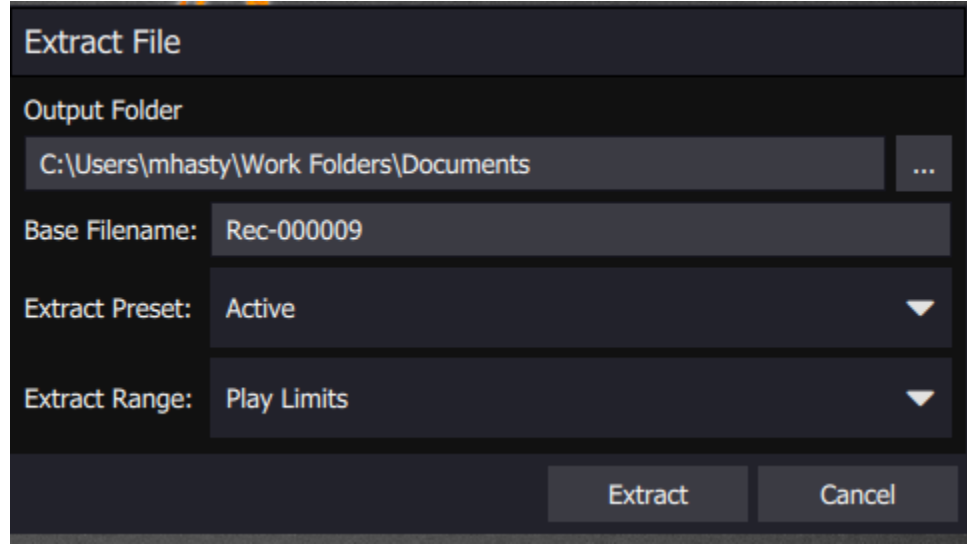 Extract File
Output Folder
C:\Users\mhasty\Work Folders\Documents ...
Base Filename: Rec-000009
Extract Preset: Active
Extract Range: Play Limits
Extract Cancel